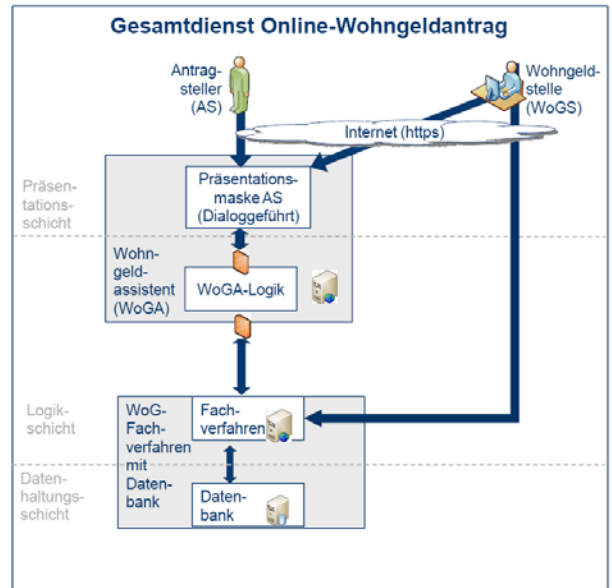 Gesamtdienst Online-Wohngeldantrag
Antrag-
steller
(AS)
Wohngeld-
stelle
(WoGS)
Internet (https)
Präsen-
tations-
schicht
Präsentations-
maske AS
(Dialoggeführt)
Wohn-
geld-
assistent
(WoGA)
WoGA-Logik
Logik-
schicht
WoG-
Fach-
verfahren
mit
Daten-
bank
Fach-
verfahren
Daten-
haltungs-
schicht
Daten-
bank